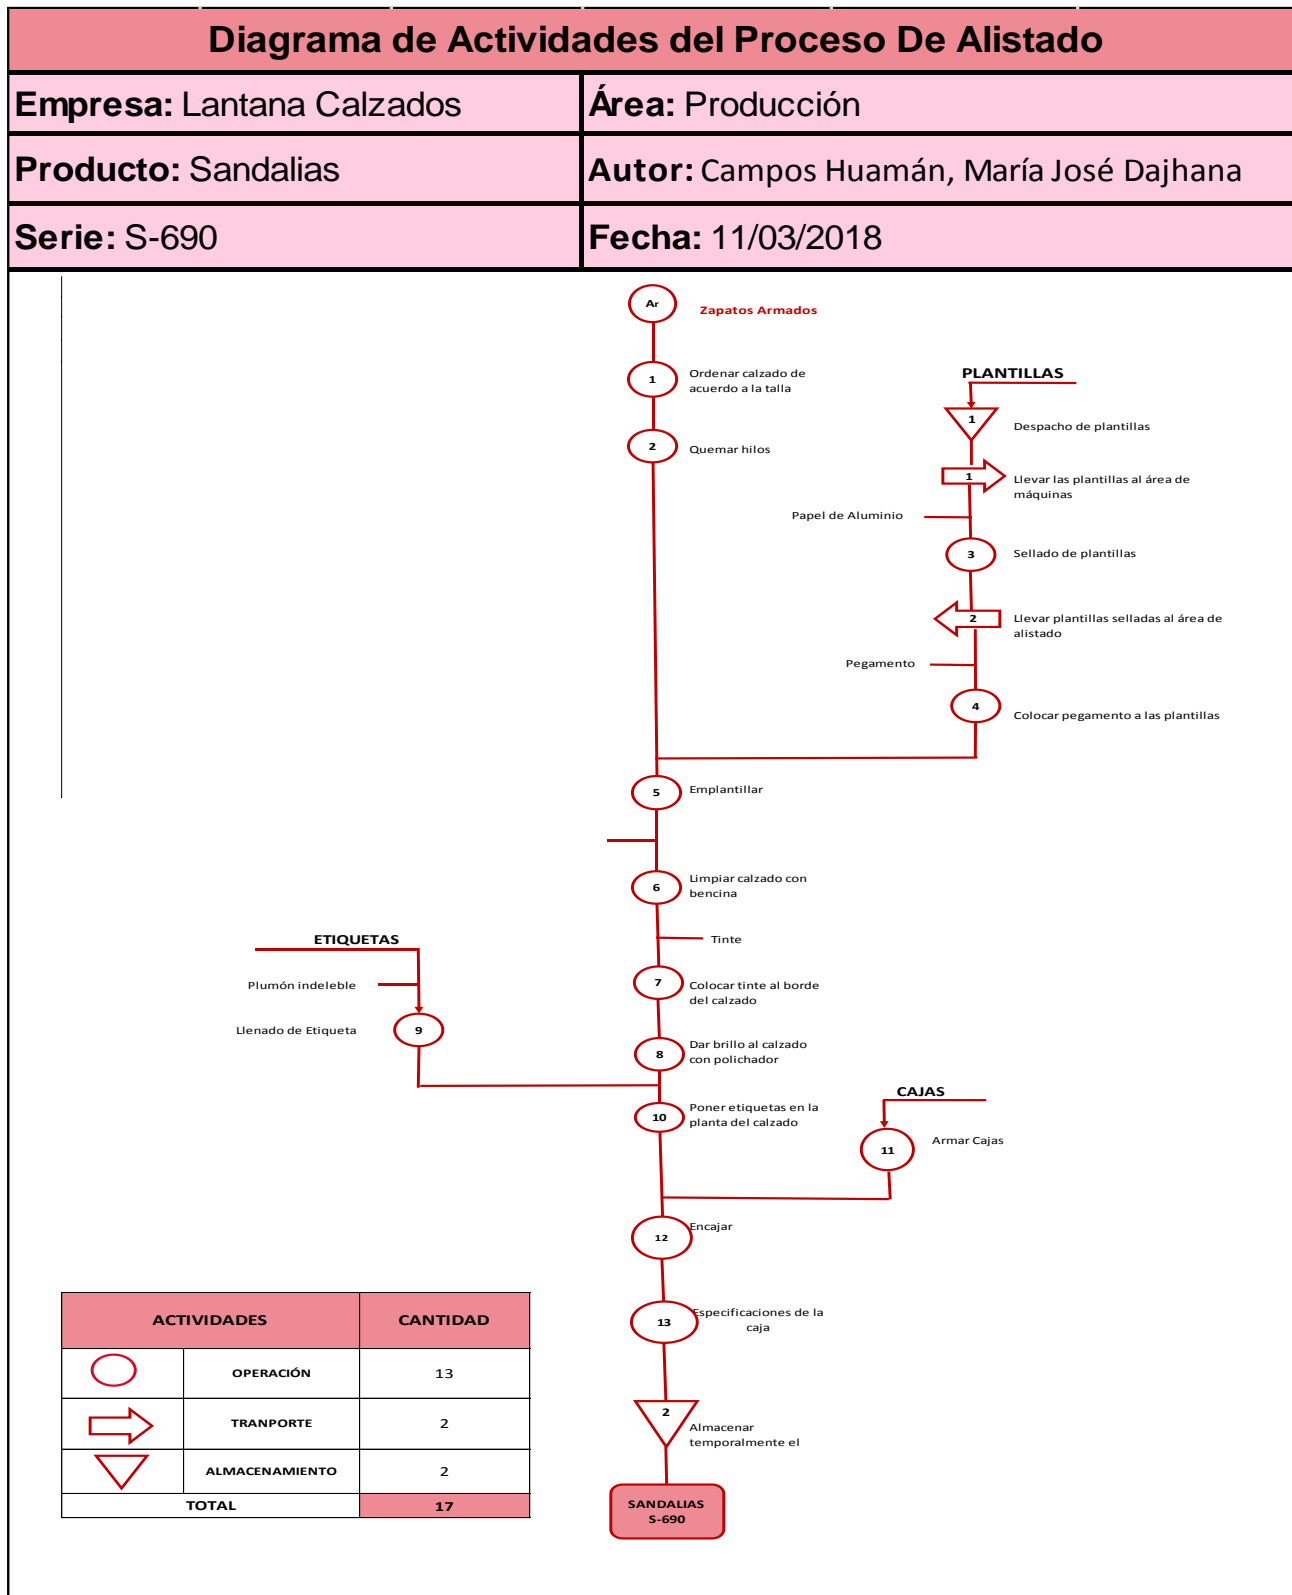 Diagrama de Actividades del Proceso De Alistado
Empresa: Lantana Calzados
Área: Producción
Producto: Sandalias
Autor: Campos Huamán, María José Dajhana
Serie: S-690
Fecha: 11/03/2018
Ar
Zapatos Armados
1
Ordenar calzado de
acuerdo a la talla
2
Quemar hilos
PLANTILLAS
1
Despacho de plantillas
1
Llevar las plantillas al área de
máquinas
Papel de Aluminio
3
Sellado de plantillas
2
Llevar plantillas selladas al área de
alistado
Pegamento
4
Colocar pegamento a las plantillas
5
Emplantillar
6
Limpiar calzado con
bencina
Tinte
7
Colocar tinte al borde
del calzado
ETIQUETAS
Plumón indeleble
Llenado de Etiqueta
9
8
Dar brillo al calzado
con polichador
10
Poner etiquetas en la
planta del calzado
CAJAS
11
Armar Cajas
12
Encajar
13
Especificaciones de la
caja
2
Almacenar
temporalmente el
SANDALIAS
S-690
ACTIVIDADES
CANTIDAD
OPERACIÓN
13
TRANPORTE
2
ALMACENAMIENTO
2
TOTAL
17